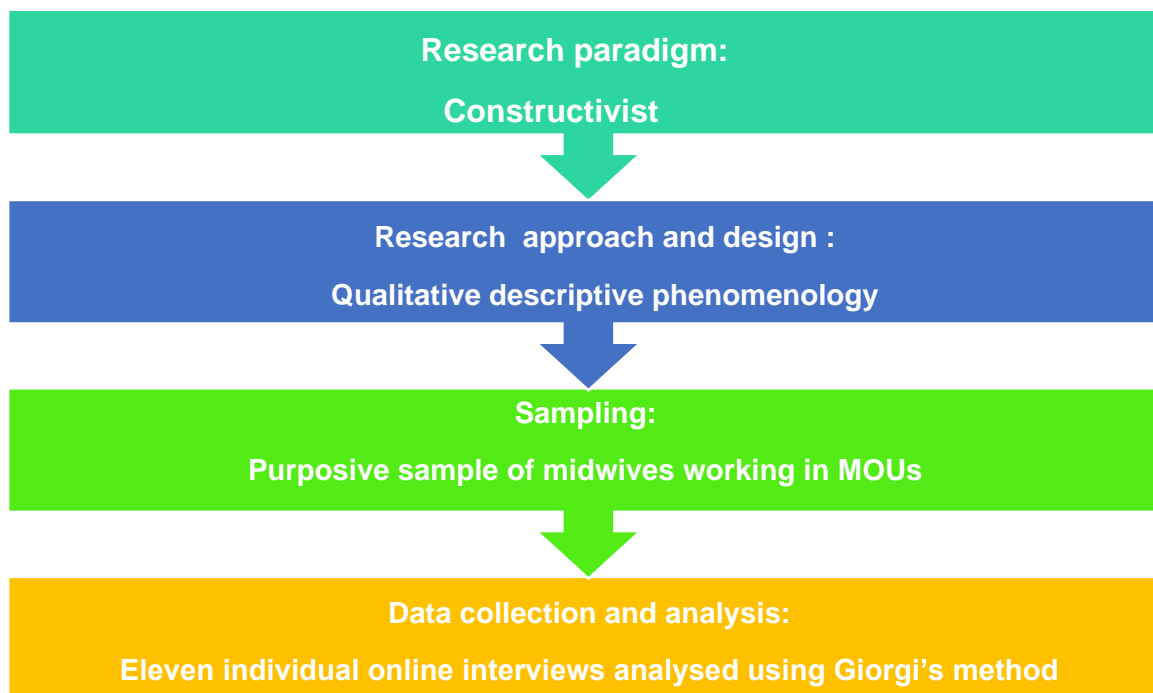 Research paradigm:
Constructivist
Research approach and design :
Qualitative descriptive phenomenology
Sampling:
Purposive sample of midwives working in MOUs
Data collection and analysis:
Eleven individual online interviews analysed using Giorgi’s method